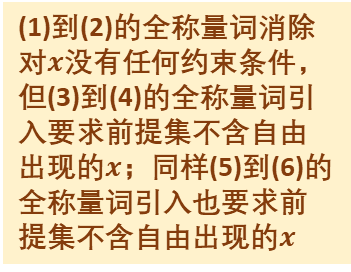 (1)到(2)的全称量词消除
对x没有任何约束条件，
但(3)到(4)的全称量词引
入要求前提集不含自由
出现的x；同样(5)到(6)的
全称量词引入也要求前
提集不含自由出现的x